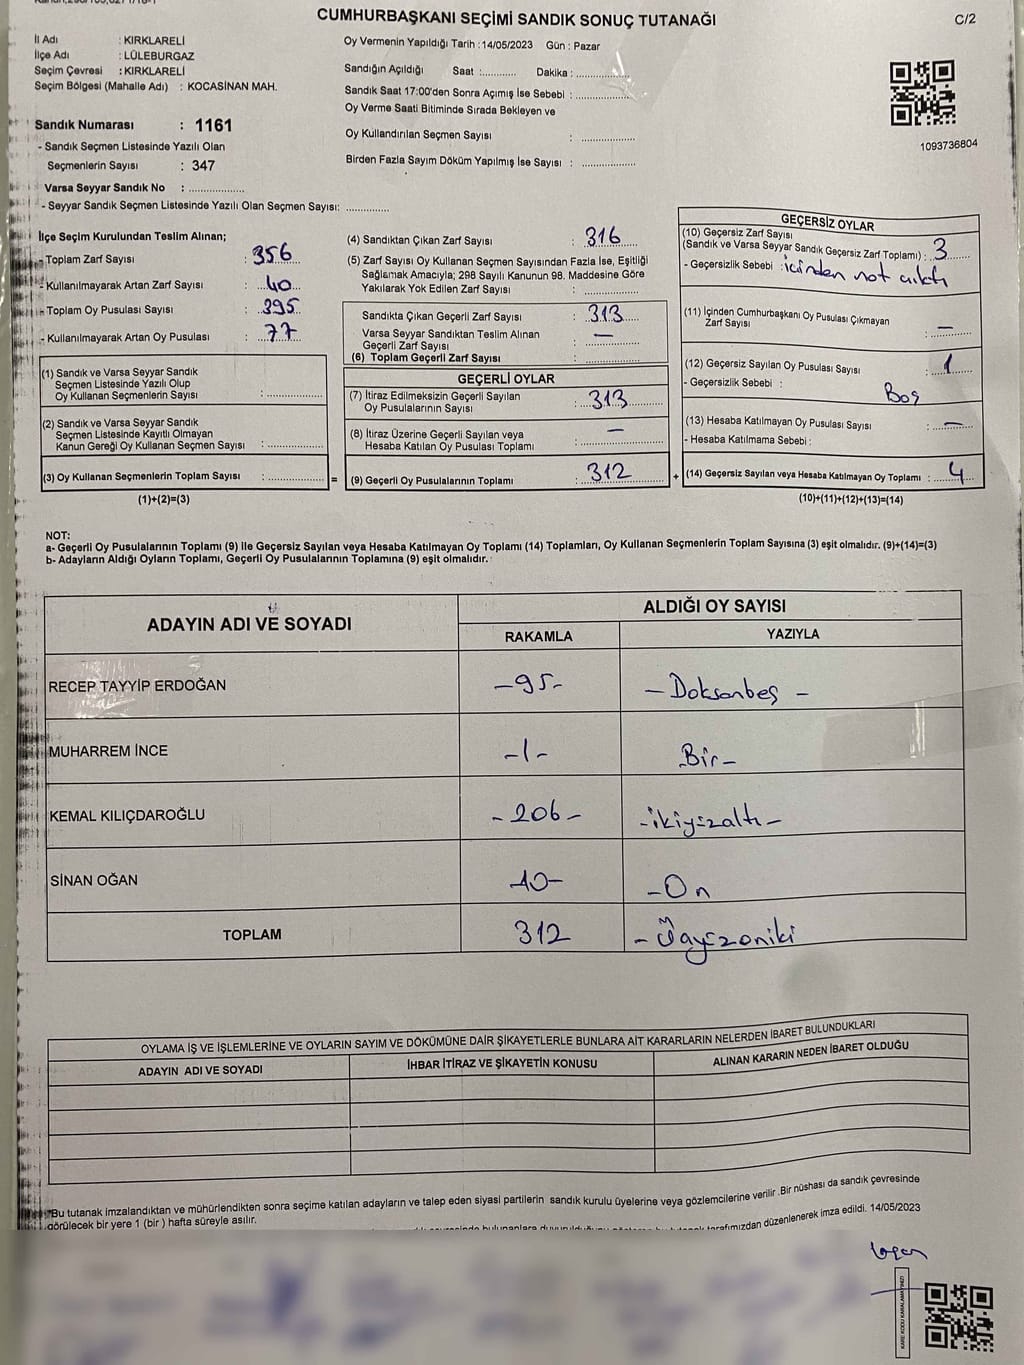 CUMHURBAŞKANI SEÇİMİ SANDIK SONUÇ TUTANAĞI
C/2
İl Adı : KIRKLARELİ
İlçe Adı : LÜLEBURGAZ
Seçim Çevresi : KIRKLARELİ
Seçim Bölgesi (Mahalle Adı) : KOCASİNAN MAH.
Sandık Numarası : 1161
- Sandık Seçmen Listesinde Yazılı Olan
Seçmenlerin Sayısı : 347
Varsa Seyyar Sandık No : ..................
- Seyyar Sandık Seçmen Listesinde Yazılı Olan Seçmen Sayısı: ..............
Oy Vermenin Yapıldığı Tarih :14/05/2023 Gün : Pazar
Sandığın Açıldığı Saat :........... Dakika : ..................
Sandık Saat 17:00'den Sonra Açımış İse Sebebi : ..................
Oy Verme Saati Bitiminde Sırada Bekleyen ve
Oy Kullandırılan Seçmen Sayısı : ..................
Birden Fazla Sayım Döküm Yapılmış İse Sayısı : ..................
1093736804
İlçe Seçim Kurulundan Teslim Alınan;
- Toplam Zarf Sayısı : 356
- Kullanılmayarak Artan Zarf Sayısı : 40
- Toplam Oy Pusulası Sayısı : 395
- Kullanılmayarak Artan Oy Pusulası : 77
(1) Sandık ve Varsa Seyyar Sandık
Seçmen Listesinde Yazılı Olup
Oy Kullanan Seçmenlerin Sayısı : ..................
(2) Sandık ve Varsa Seyyar Sandık
Seçmen Listesinde Kayıtlı Olmayan
Kanun Gereği Oy Kullanan Seçmen Sayısı : ..................
(3) Oy Kullanan Seçmenlerin Toplam Sayısı : ..................
(1)+(2)=(3)
(4) Sandıktan Çıkan Zarf Sayısı : 316
(5) Zarf Sayısı Oy Kullanan Seçmen Sayısından Fazla İse, Eşitliği
Sağlamak Amacıyla; 298 Sayılı Kanunun 98. Maddesine Göre
Yakılarak Yok Edilen Zarf Sayısı : ..................
Sandıkta Çıkan Geçerli Zarf Sayısı : 313
Varsa Seyyar Sandıktan Teslim Alınan
Geçerli Zarf Sayısı : —
(6) Toplam Geçerli Zarf Sayısı : ..................
GEÇERLİ OYLAR
(7) İtiraz Edilmeksizin Geçerli Sayılan
Oy Pusulalarının Sayısı : 313
(8) İtiraz Üzerine Geçerli Sayılan veya
Hesaba Katılan Oy Pusulası Toplamı : —
= (9) Geçerli Oy Pusulalarının Toplamı : 312
GEÇERSİZ OYLAR
(10) Geçersiz Zarf Sayısı
(Sandık ve Varsa Seyyar Sandık Geçersiz Zarf Toplamı) : 3
- Geçersizlik Sebebi : içinden not çıktı
(11) İçinden Cumhurbaşkanı Oy Pusulası Çıkmayan
Zarf Sayısı : —
(12) Geçersiz Sayılan Oy Pusulası Sayısı : 1
- Geçersizlik Sebebi : Boş
(13) Hesaba Katılmayan Oy Pusulası Sayısı : —
- Hesaba Katılmama Sebebi :
+ (14) Geçersiz Sayılan veya Hesaba Katılmayan Oy Toplamı : 4
(10)+(11)+(12)+(13)=(14)
NOT:
a- Geçerli Oy Pusulalarının Toplamı (9) ile Geçersiz Sayılan veya Hesaba Katılmayan Oy Toplamı (14) Toplamları, Oy Kullanan Seçmenlerin Toplam Sayısına (3) eşit olmalıdır. (9)+(14)=(3)
b- Adayların Aldığı Oyların Toplamı, Geçerli Oy Pusulalarının Toplamına (9) eşit olmalıdır.
ADAYIN ADI VE SOYADI
ALDIĞI OY SAYISI
RAKAMLA YAZIYLA
RECEP TAYYİP ERDOĞAN -95- - Doksanbeş -
MUHARREM İNCE -1- Bir-
KEMAL KILIÇDAROĞLU -206- -ikiyüzaltı-
SİNAN OĞAN -10- -On
TOPLAM 312 - Üçyüzoniki
OYLAMA İŞ VE İŞLEMLERİNE VE OYLARIN SAYIM VE DÖKÜMÜNE DAİR ŞİKAYETLERLE BUNLARA AİT KARARLARIN NELERDEN İBARET BULUNDUKLARI
ADAYIN ADI VE SOYADI İHBAR İTİRAZ VE ŞİKAYETİN KONUSU ALINAN KARARIN NEDEN İBARET OLDUĞU
*Bu tutanak imzalandıktan ve mühürlendikten sonra seçime katılan adayların ve talep eden siyasi partilerin sandık kurulu üyelerine veya gözlemcilerine verilir .Bir nüshası da sandık çevresinde
görülecek bir yere 1 (bir ) hafta süreyle asılır.
tarafımızdan düzenlenerek imza edildi. 14/05/2023
KARE KODU KARALAMAYINIZ!